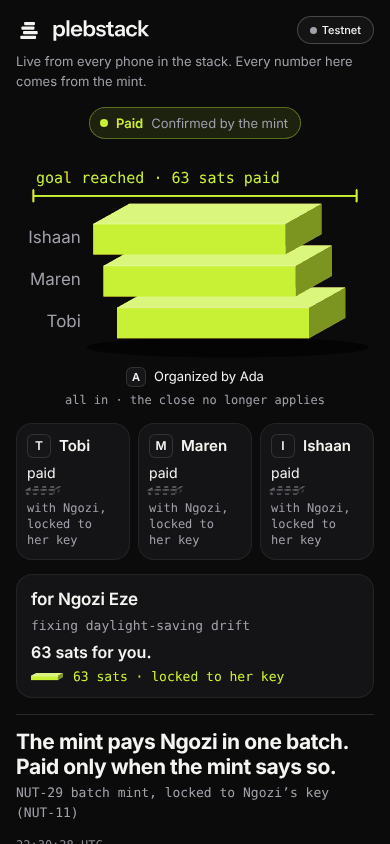 plebstack
Testnet
Live from every phone in the stack. Every number here
comes from the mint.
Paid Confirmed by the mint
goal reached · 63 sats paid
Ishaan
Maren
Tobi
A Organized by Ada
all in · the close no longer applies
T Tobi
paid
with Ngozi,
locked to
her key
M Maren
paid
with Ngozi,
locked to
her key
I Ishaan
paid
with Ngozi,
locked to
her key
for Ngozi Eze
fixing daylight-saving drift
63 sats for you.
63 sats · locked to her key
The mint pays Ngozi in one batch.
Paid only when the mint says so.
NUT-29 batch mint, locked to Ngozi’s key
(NUT-11)